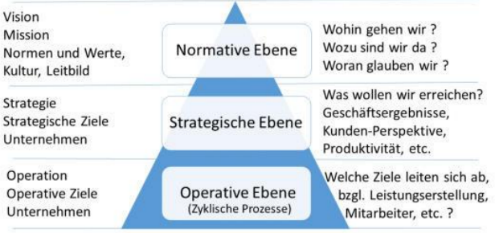 Vision
Mission
Normen und Werte,
Kultur, Leitbild
Normative Ebene
Wohin gehen wir ?
Wozu sind wir da ?
Woran glauben wir ?
Strategie
Strategische Ziele
Unternehmen
Strategische Ebene
Was wollen wir erreichen?
Geschäftsergebnisse,
Kunden-Perspektive,
Produktivität, etc.
Operation
Operative Ziele
Unternehmen
Operative Ebene
(Zyklische Prozesse)
Welche Ziele leiten sich ab,
bzgl. Leistungserstellung,
Mitarbeiter, etc. ?